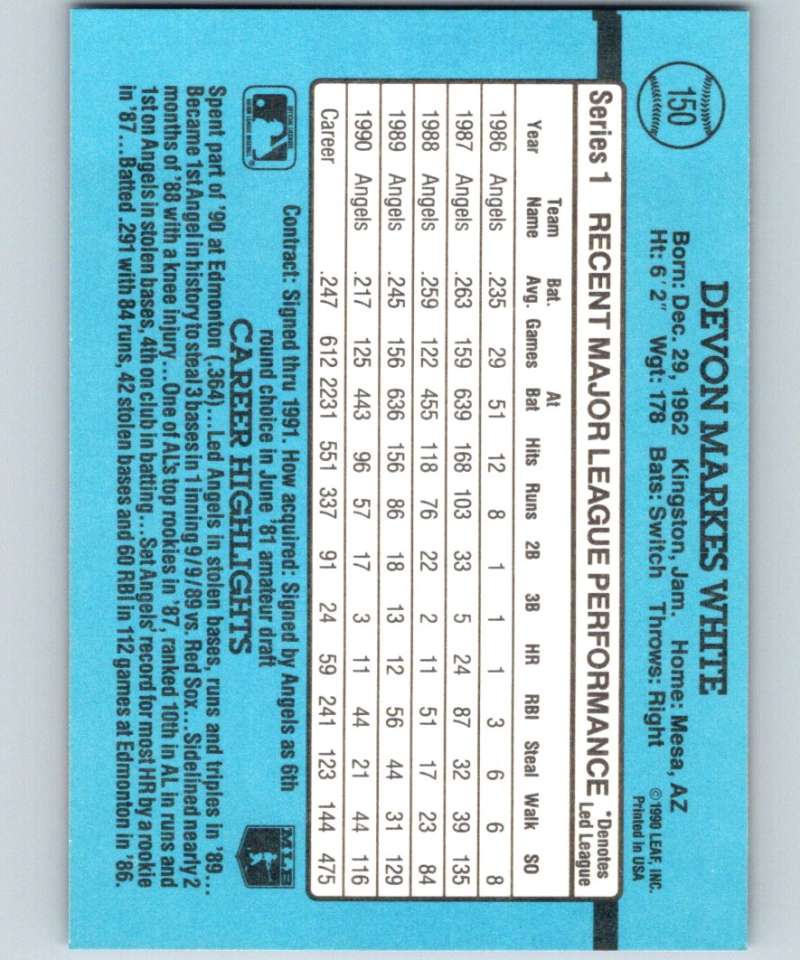 150
DEVON MARKES WHITE
Born: Dec. 29, 1962 Kingston, Jam. Home: Mesa, AZ
Ht: 6'2" Wgt: 178 Bats: Switch Throws: Right
©1990 LEAF, INC.
Printed in USA
Series 1 RECENT MAJOR LEAGUE PERFORMANCE *Denotes Led League
Year Team Name Bat. Avg. Games At Bat Hits Runs 2B 3B HR RBI Steal Walk SO
1986 Angels .235 29 51 12 8 1 1 1 3 6 6 8
1987 Angels .263 159 639 168 103 33 5 24 87 32 39 135
1988 Angels .259 122 455 118 76 22 2 11 51 17 23 84
1989 Angels .245 156 636 156 86 18 13 12 56 44 31 129
1990 Angels .217 125 443 96 57 17 3 11 44 21 44 116
Career .247 612 2231 551 337 91 24 59 241 123 144 475
Contract: Signed thru 1991. How acquired: Signed by Angels as 6th
round choice in June '81 amateur draft
CAREER HIGHLIGHTS
MLB
Spent part of '90 at Edmonton (.364)...Led Angels in stolen bases, runs and triples in '89...
Became 1st Angel in history to steal 3 bases in 1 inning 9/9/89 vs. Red Sox...Sidelined nearly 2
months of '88 with a knee injury...One of AL's top rookies in '87, ranked 10th in AL in runs and
1st on Angels in stolen bases, 4th on club in batting...Set Angels' record for most HR by a rookie
in '87...Batted .291 with 84 runs, 42 stolen bases and 60 RBI in 112 games at Edmonton in '86.